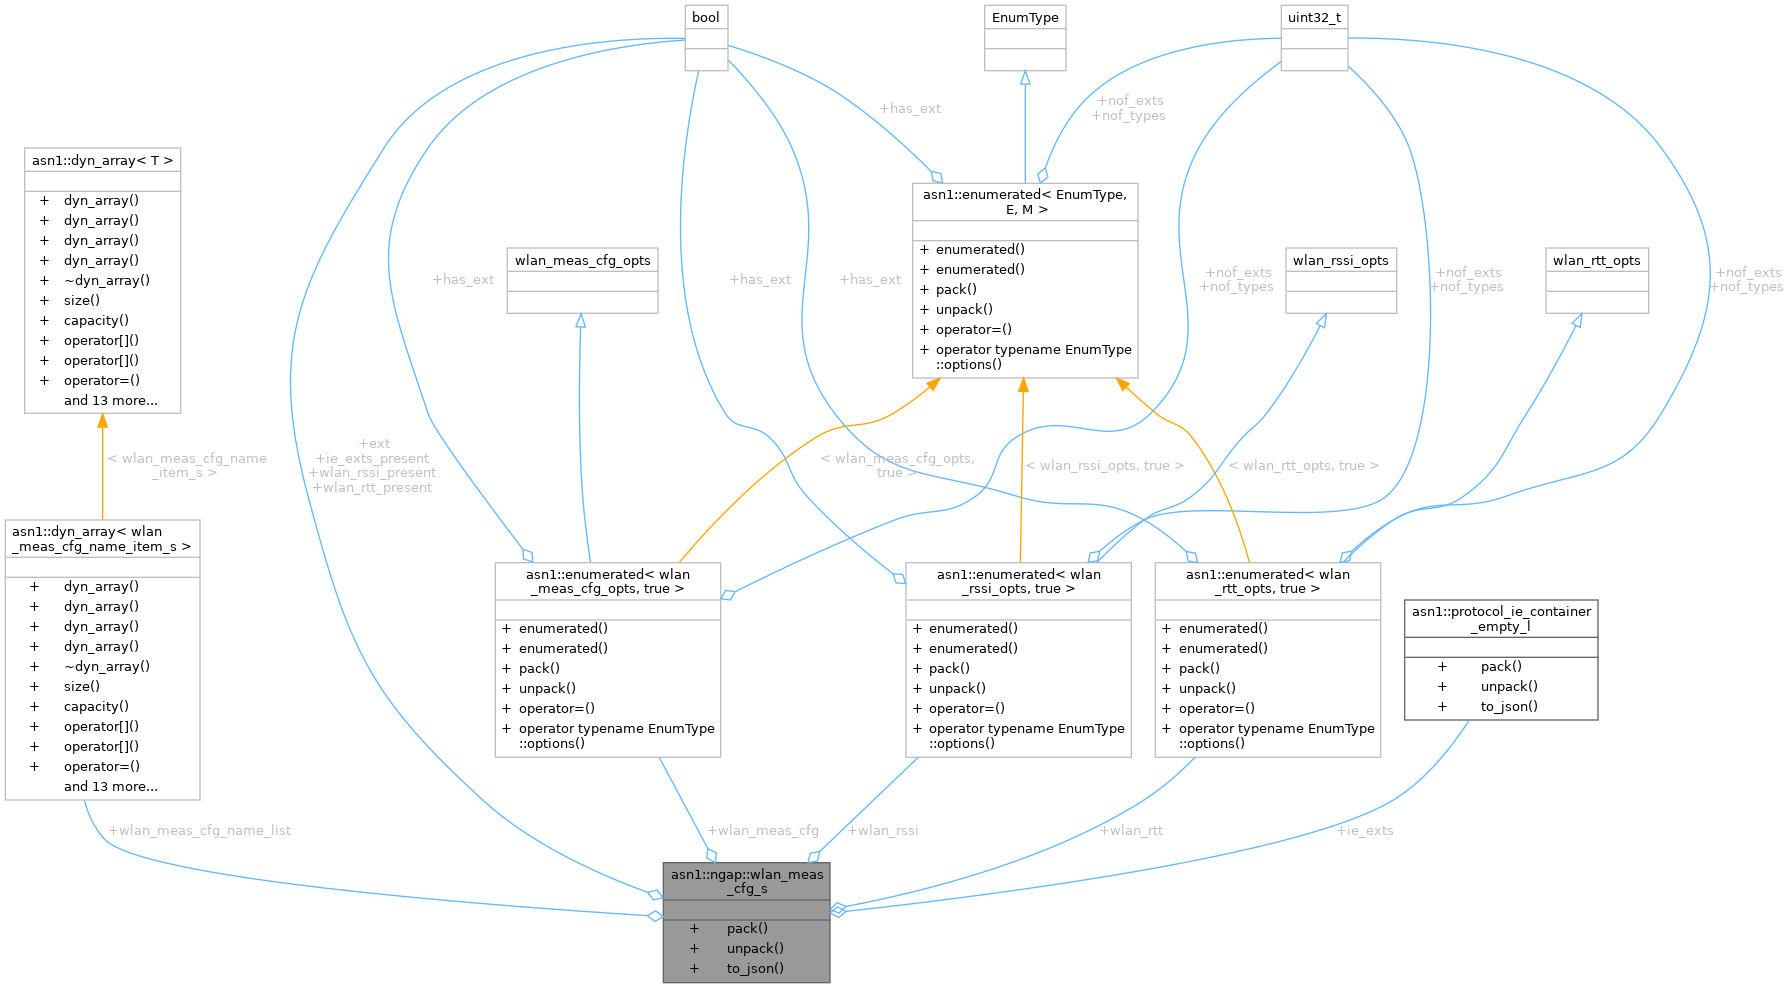 bool
EnumType
uint32_t
+has_ext
+nof_exts
+nof_types
asn1::dyn_array< T >
+ dyn_array()
+ dyn_array()
+ dyn_array()
+ dyn_array()
+ ~dyn_array()
+ size()
+ capacity()
+ operator[]()
+ operator[]()
+ operator=()
and 13 more...
asn1::enumerated< EnumType,
E, M >
+ enumerated()
+ enumerated()
+ pack()
+ unpack()
+ operator=()
+ operator typename EnumType
::options()
wlan_meas_cfg_opts
wlan_rssi_opts
wlan_rtt_opts
+has_ext
+has_ext
+has_ext
+nof_exts
+nof_types
+nof_exts
+nof_types
+nof_exts
+nof_types
< wlan_meas_cfg_name
_item_s >
+ext
+ie_exts_present
+wlan_rssi_present
+wlan_rtt_present
< wlan_meas_cfg_opts,
true >
< wlan_rssi_opts, true >
< wlan_rtt_opts, true >
asn1::dyn_array< wlan
_meas_cfg_name_item_s >
+ dyn_array()
+ dyn_array()
+ dyn_array()
+ dyn_array()
+ ~dyn_array()
+ size()
+ capacity()
+ operator[]()
+ operator[]()
+ operator=()
and 13 more...
asn1::enumerated< wlan
_meas_cfg_opts, true >
+ enumerated()
+ enumerated()
+ pack()
+ unpack()
+ operator=()
+ operator typename EnumType
::options()
asn1::enumerated< wlan
_rssi_opts, true >
+ enumerated()
+ enumerated()
+ pack()
+ unpack()
+ operator=()
+ operator typename EnumType
::options()
asn1::enumerated< wlan
_rtt_opts, true >
+ enumerated()
+ enumerated()
+ pack()
+ unpack()
+ operator=()
+ operator typename EnumType
::options()
asn1::protocol_ie_container
_empty_l
+ pack()
+ unpack()
+ to_json()
+wlan_meas_cfg_name_list
+wlan_meas_cfg
+wlan_rssi
+wlan_rtt
+ie_exts
asn1::ngap::wlan_meas
_cfg_s
+ pack()
+ unpack()
+ to_json()